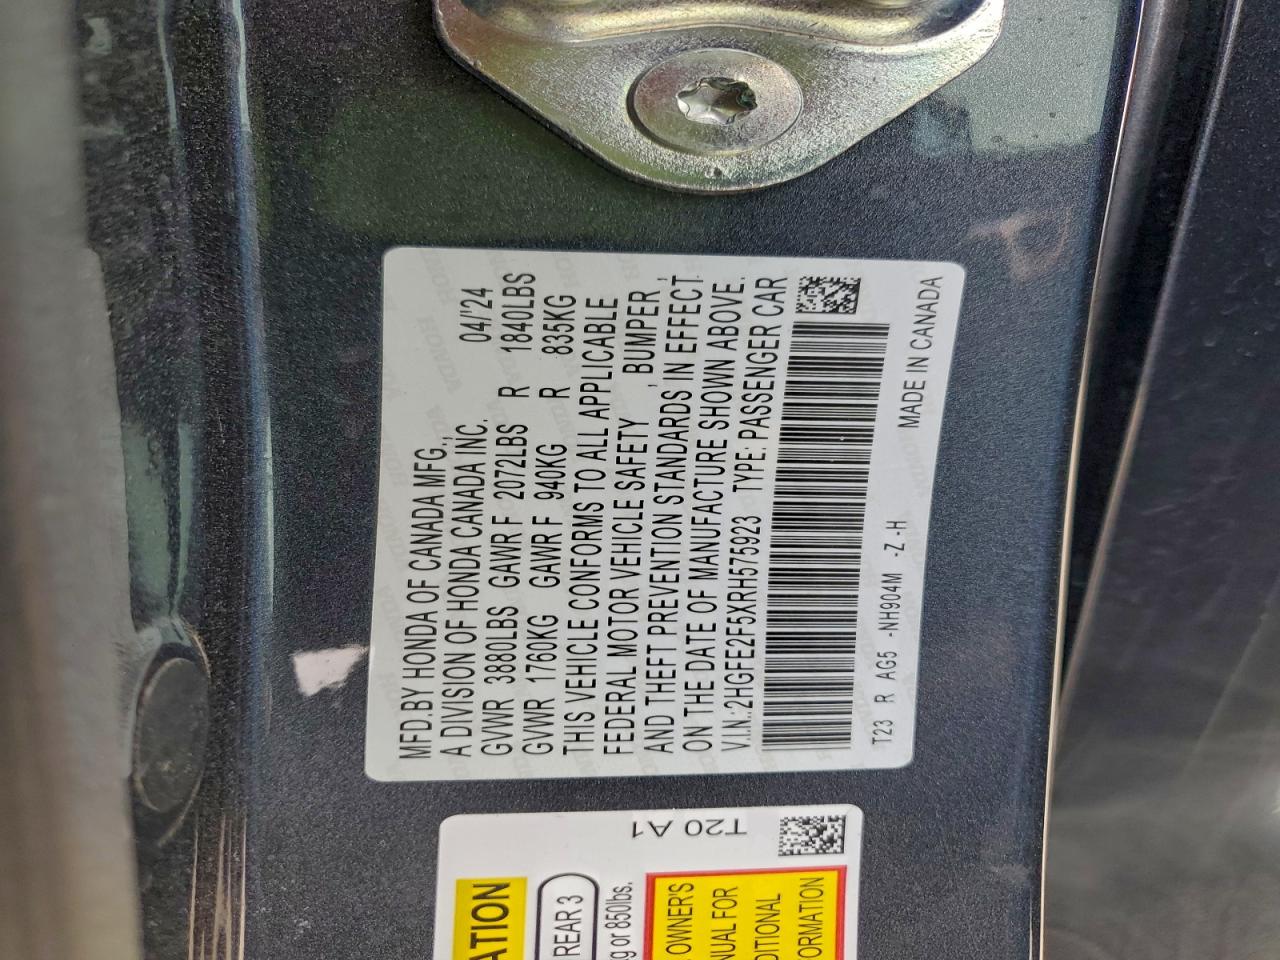 MFD.BY HONDA OF CANADA MFG.,
A DIVISION OF HONDA CANADA INC. 04/'24
GVWR 3880LBS GAWR F 2072LBS R 1840LBS
GVWR 1760KG GAWR F 940KG R 835KG
THIS VEHICLE CONFORMS TO ALL APPLICABLE
FEDERAL MOTOR VEHICLE SAFETY , BUMPER ,
AND THEFT PREVENTION STANDARDS IN EFFECT
ON THE DATE OF MANUFACTURE SHOWN ABOVE.
V.I.N.:2HGFE2F5XRH575923 TYPE: PASSENGER CAR
T23 R AG5 -NH904M -Z -H MADE IN CANADA
T20 A1
ATION
REAR 3
g or 850lbs.
OWNER'S
NUAL FOR
DITIONAL
ORMATION